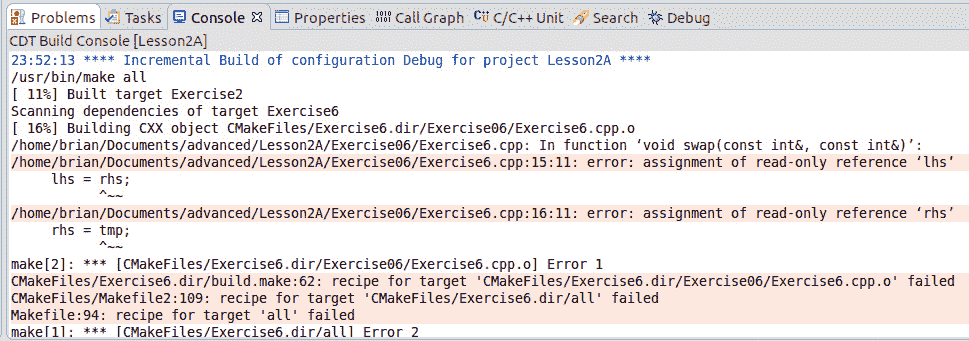 Problems Tasks Console Properties Call Graph C/C++ Unit Search Debug
CDT Build Console [Lesson2A]
23:52:13 **** Incremental Build of configuration Debug for project Lesson2A ****
/usr/bin/make all
[ 11%] Built target Exercise2
Scanning dependencies of target Exercise6
[ 16%] Building CXX object CMakeFiles/Exercise6.dir/Exercise06/Exercise6.cpp.o
/home/brian/Documents/advanced/Lesson2A/Exercise06/Exercise6.cpp: In function ‘void swap(const int&, const int&)’:
/home/brian/Documents/advanced/Lesson2A/Exercise06/Exercise6.cpp:15:11: error: assignment of read-only reference ‘lhs’
lhs = rhs;
^~~
/home/brian/Documents/advanced/Lesson2A/Exercise06/Exercise6.cpp:16:11: error: assignment of read-only reference ‘rhs’
rhs = tmp;
^~~
make[2]: *** [CMakeFiles/Exercise6.dir/Exercise06/Exercise6.cpp.o] Error 1
CMakeFiles/Exercise6.dir/build.make:62: recipe for target 'CMakeFiles/Exercise6.dir/Exercise06/Exercise6.cpp.o' failed
CMakeFiles/Makefile2:109: recipe for target 'CMakeFiles/Exercise6.dir/all' failed
Makefile:94: recipe for target 'all' failed
make[1]: *** [CMakeFiles/Exercise6.dir/all] Error 2